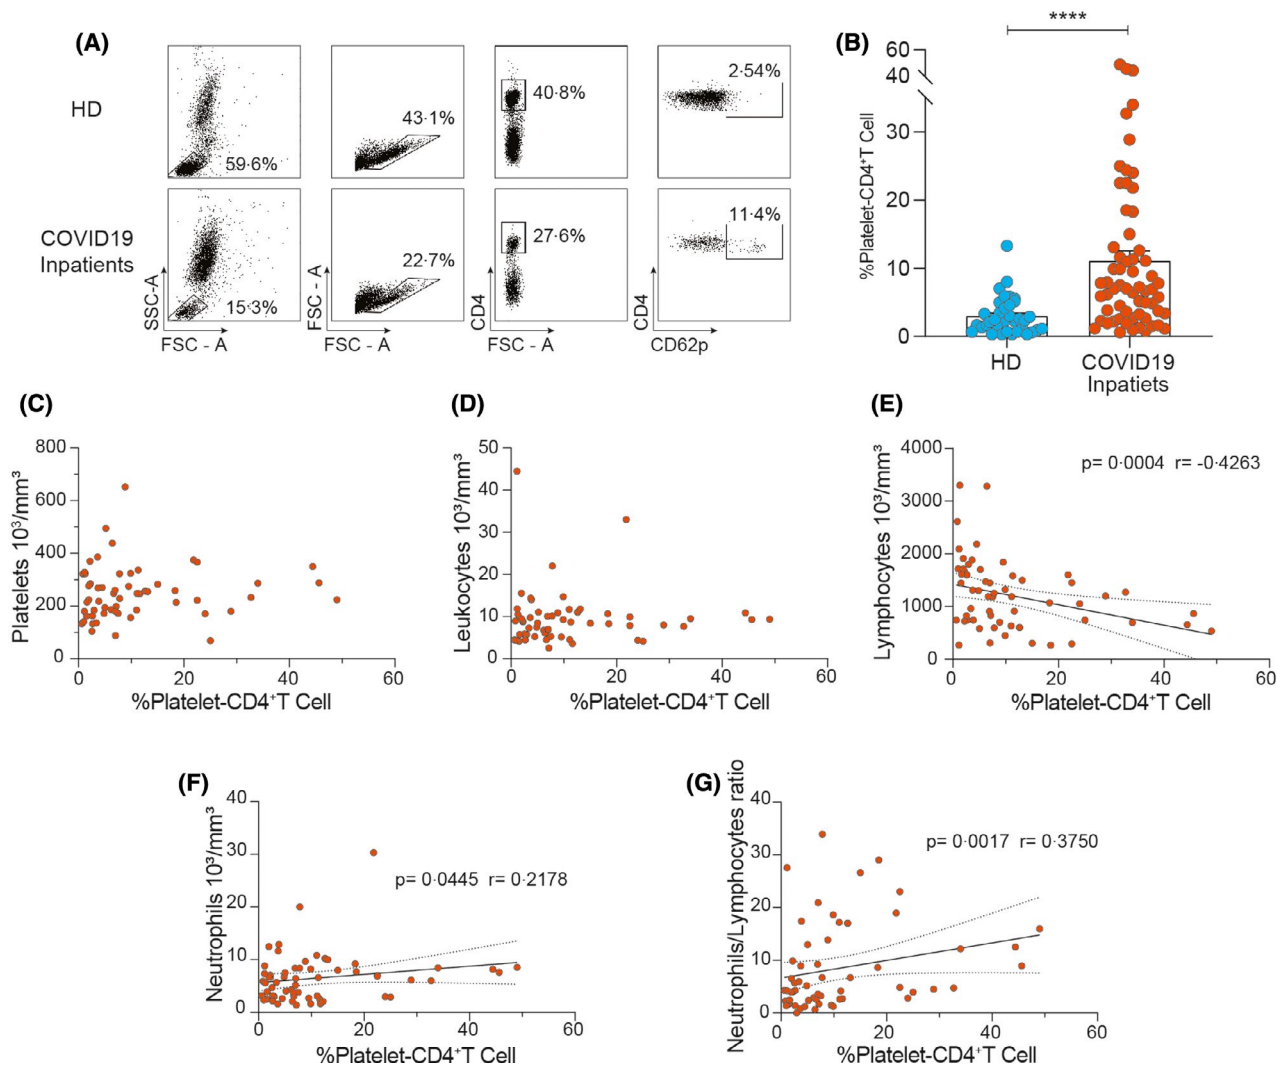 (A)
HD
59·6%
43·1%
40·8%
2·54%
COVID19
Inpatients
15·3%
22·7%
27·6%
11·4%
SSC-A
FSC - A
FSC - A
FSC - A
CD4
FSC - A
CD4
CD62p
(B)
****
%Platelet-CD4⁺T Cell
60
40
30
20
10
0
HD
COVID19
Inpatiets
(C)
Platelets 10³/mm³
800
600
400
200
0
0 20 40 60
%Platelet-CD4⁺T Cell
(D)
Leukocytes 10³/mm³
50
40
30
20
10
0
0 20 40 60
%Platelet-CD4⁺T Cell
(E)
Lymphocytes 10³/mm³
4000
3000
2000
1000
0
p= 0·0004 r= -0·4263
0 20 40 60
%Platelet-CD4⁺T Cell
(F)
Neutrophils 10³/mm³
40
30
20
10
0
p= 0·0445 r= 0·2178
0 20 40 60
%Platelet-CD4⁺T Cell
(G)
Neutrophils/Lymphocytes ratio
40
30
20
10
0
p= 0·0017 r= 0·3750
0 20 40 60
%Platelet-CD4⁺T Cell